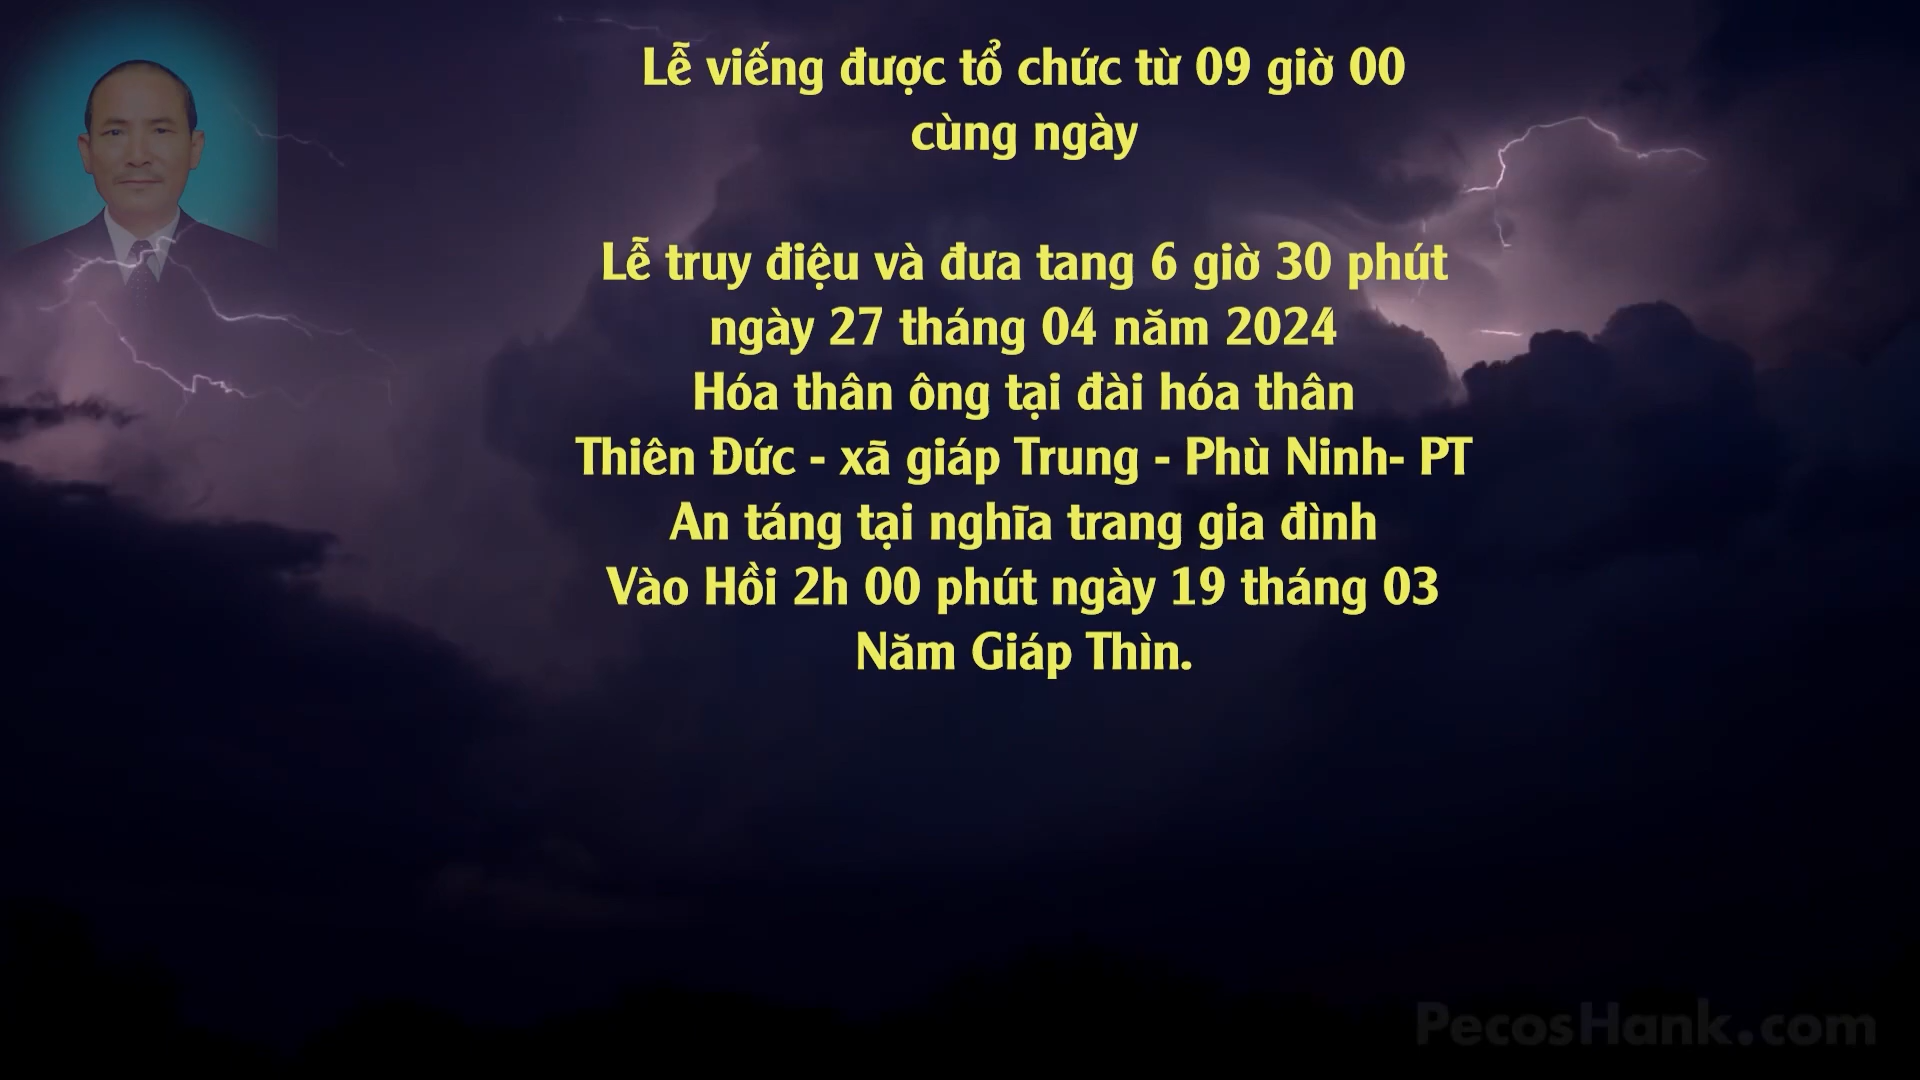 Lễ viếng được tổ chức từ 09 giờ 00
cùng ngày
Lễ truy điệu và đưa tang 6 giờ 30 phút
ngày 27 tháng 04 năm 2024
Hóa thân ông tại đài hóa thân
Thiên Đức - xã giáp Trung - Phù Ninh- PT
An táng tại nghĩa trang gia đình
Vào Hồi 2h 00 phút ngày 19 tháng 03
Năm Giáp Thìn.
PecosHank.com